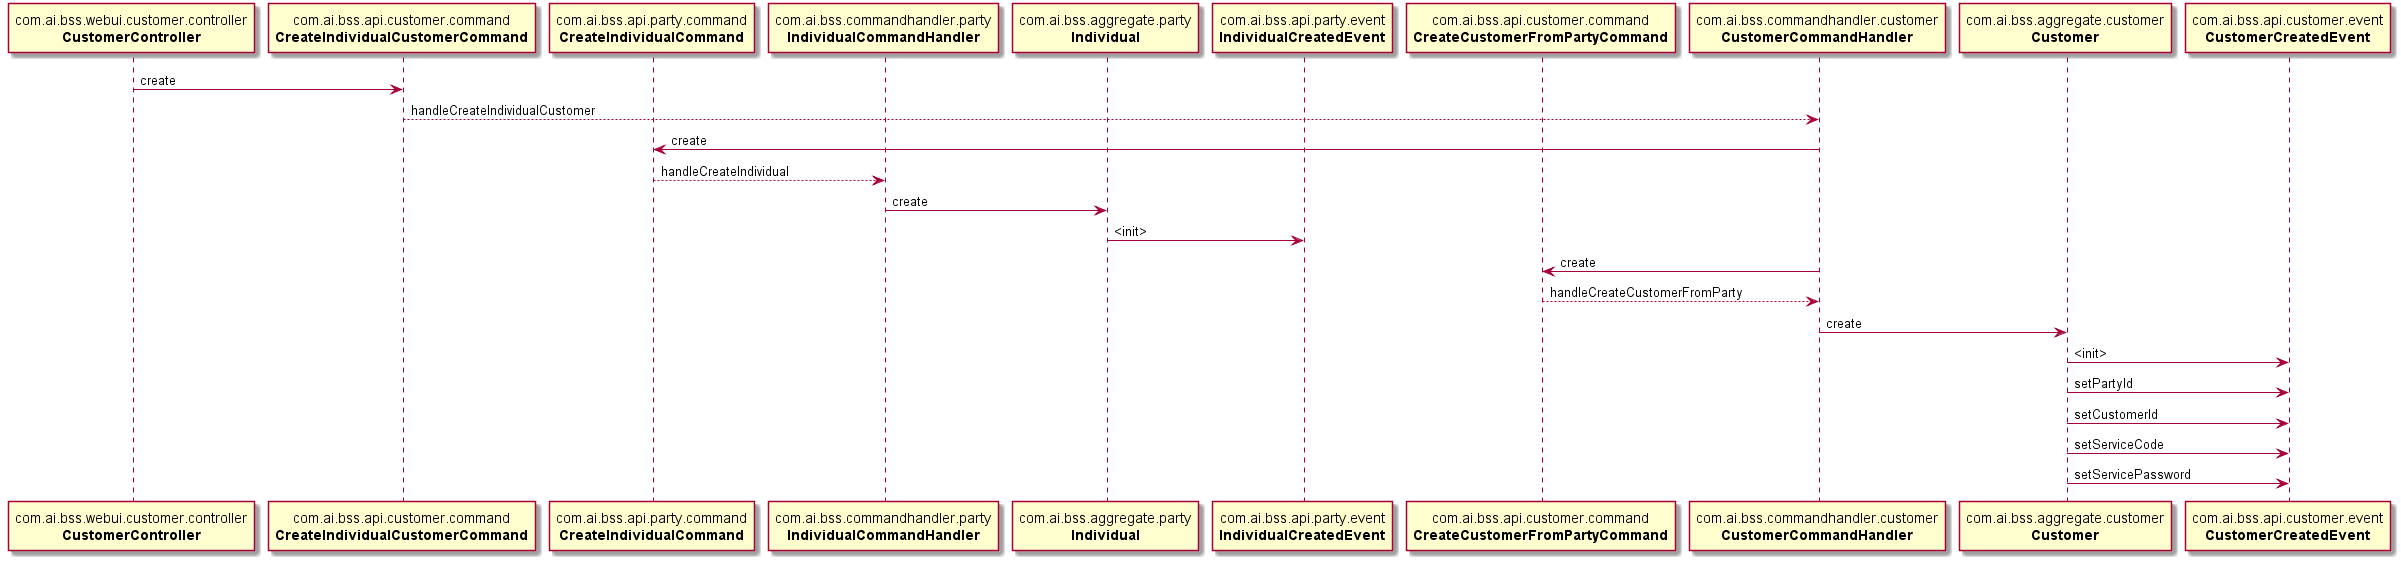 com.ai.bss.webui.customer.controller
CustomerController
com.ai.bss.api.customer.command
CreateIndividualCustomerCommand
com.ai.bss.api.party.command
CreateIndividualCommand
com.ai.bss.commandhandler.party
IndividualCommandHandler
com.ai.bss.aggregate.party
Individual
com.ai.bss.api.party.event
IndividualCreatedEvent
com.ai.bss.api.customer.command
CreateCustomerFromPartyCommand
com.ai.bss.commandhandler.customer
CustomerCommandHandler
com.ai.bss.aggregate.customer
Customer
com.ai.bss.api.customer.event
CustomerCreatedEvent
create
handleCreateIndividualCustomer
create
handleCreateIndividual
create
<init>
create
handleCreateCustomerFromParty
create
<init>
setPartyId
setCustomerId
setServiceCode
setServicePassword
com.ai.bss.webui.customer.controller
CustomerController
com.ai.bss.api.customer.command
CreateIndividualCustomerCommand
com.ai.bss.api.party.command
CreateIndividualCommand
com.ai.bss.commandhandler.party
IndividualCommandHandler
com.ai.bss.aggregate.party
Individual
com.ai.bss.api.party.event
IndividualCreatedEvent
com.ai.bss.api.customer.command
CreateCustomerFromPartyCommand
com.ai.bss.commandhandler.customer
CustomerCommandHandler
com.ai.bss.aggregate.customer
Customer
com.ai.bss.api.customer.event
CustomerCreatedEvent